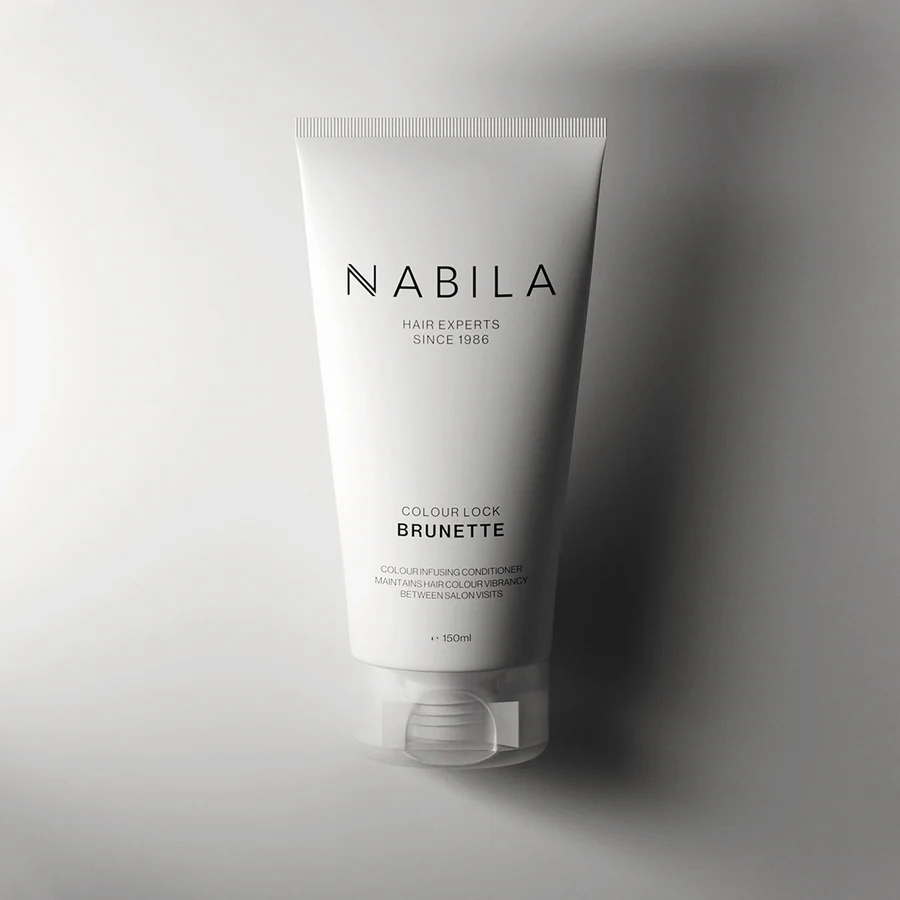 NABILA
HAIR EXPERTS
SINCE 1986
COLOUR LOCK
BRUNETTE
COLOUR INFUSING CONDITIONER
MAINTAINS HAIR COLOUR VIBRANCY
BETWEEN SALON VISITS
℮ 150ml